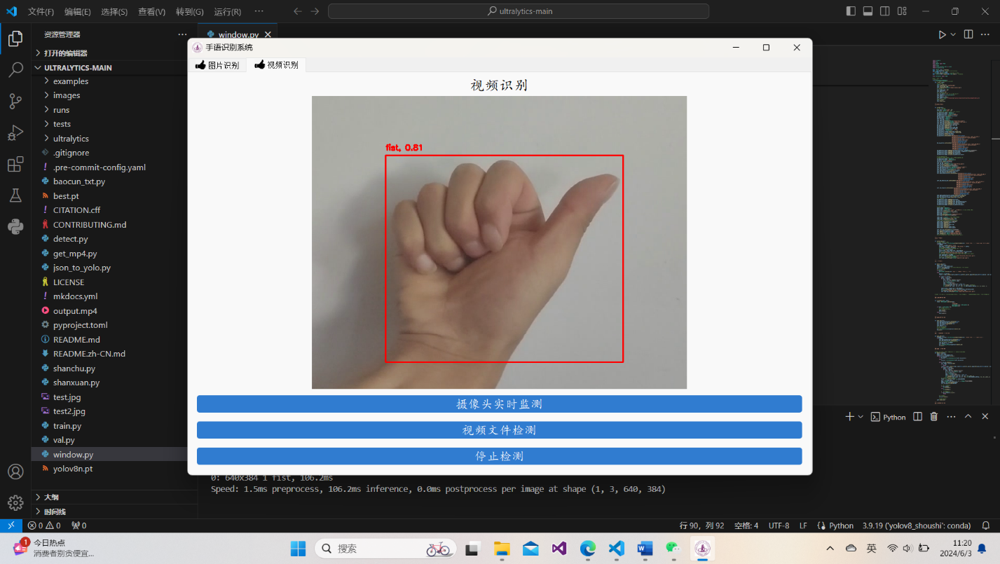 文件(F) 编辑(E) 选择(S) 查看(V) 转到(G) 运行(R) ··· ultralytics-main
资源管理器
window.py
打开的编辑器
ULTRALYTICS-MAIN
examples
images
runs
tests
ultralytics
.gitignore
.pre-commit-config.yaml
baocun_txt.py
best.pt
CITATION.cff
CONTRIBUTING.md
detect.py
get_mp4.py
json_to_yolo.py
LICENSE
mkdocs.yml
output.mp4
pyproject.toml
README.md
README.zh-CN.md
shanchu.py
shanxuan.py
test.jpg
test2.jpg
train.py
val.py
window.py
yolov8n.pt
大纲
时间线
手语识别系统
图片识别 视频识别
视频识别
fist, 0.81
摄像头实时监测
视频文件检测
停止检测
Python
0: 640x384 1 fist, 106.2ms
Speed: 1.5ms preprocess, 106.2ms inference, 0.0ms postprocess per image at shape (1, 3, 640, 384)
0 0 0 行 90，列 92 空格: 4 UTF-8 LF Python 3.9.19 ('yolov8_shoushi': conda)
1
今日热点
消费者别贪便宜...
搜索
英
11:20
2024/6/3